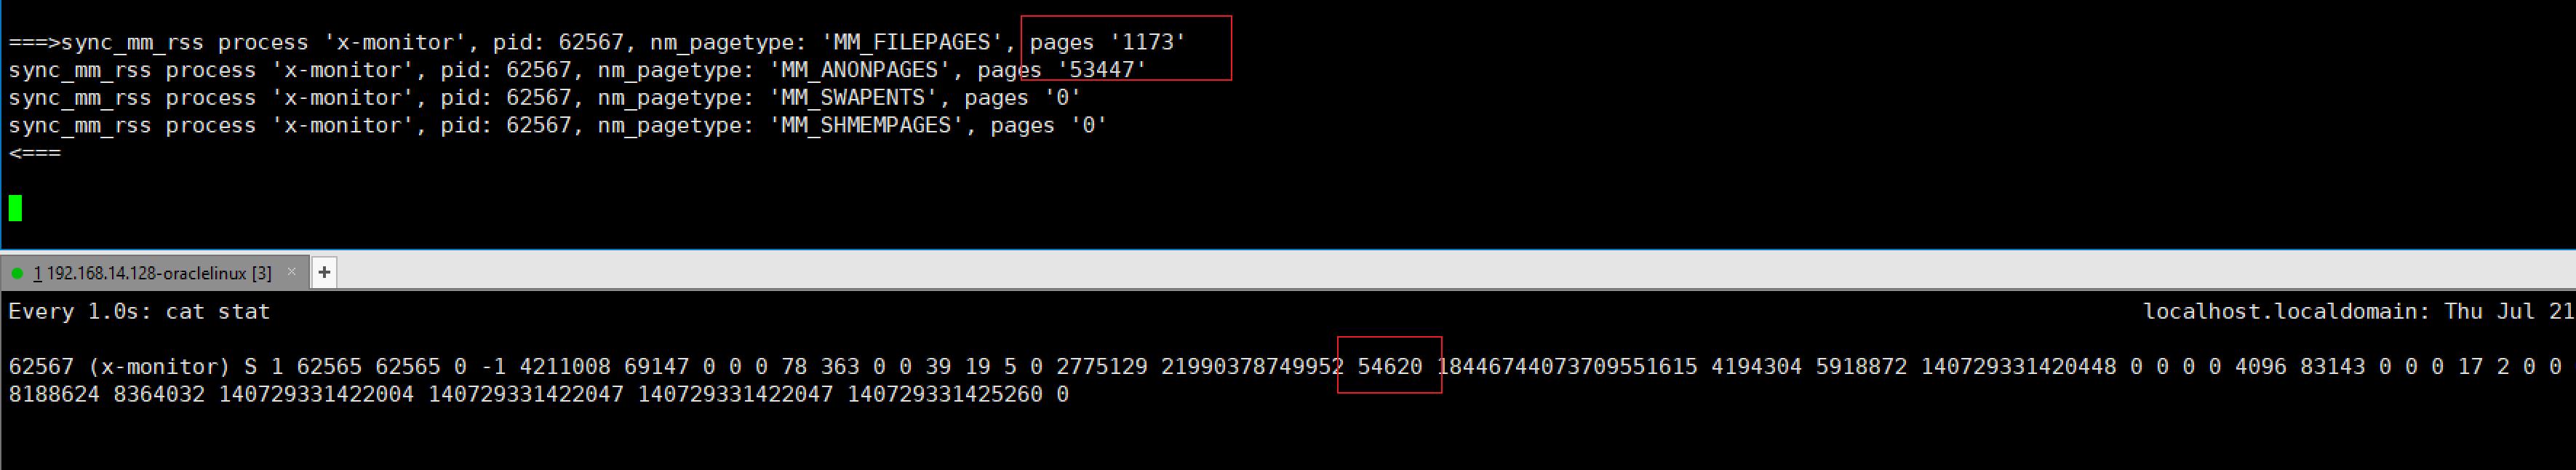 ===>sync_mm_rss process 'x-monitor', pid: 62567, nm_pagetype: 'MM_FILEPAGES', pages '1173'
sync_mm_rss process 'x-monitor', pid: 62567, nm_pagetype: 'MM_ANONPAGES', pages '53447'
sync_mm_rss process 'x-monitor', pid: 62567, nm_pagetype: 'MM_SWAPENTS', pages '0'
sync_mm_rss process 'x-monitor', pid: 62567, nm_pagetype: 'MM_SHMEMPAGES', pages '0'
<===
1 192.168.14.128-oraclelinux [3] × +
Every 1.0s: cat stat localhost.localdomain: Thu Jul 21
62567 (x-monitor) S 1 62565 62565 0 -1 4211008 69147 0 0 0 78 363 0 0 39 19 5 0 2775129 21990378749952 54620 18446744073709551615 4194304 5918872 140729331420448 0 0 0 0 4096 83143 0 0 0 17 2 0 0
8188624 8364032 140729331422004 140729331422047 140729331422047 140729331425260 0